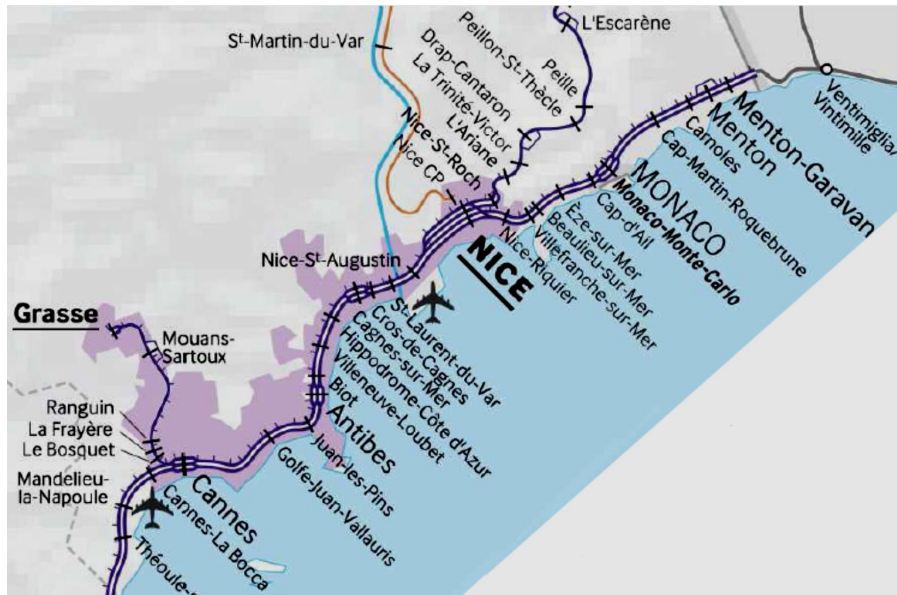 L'Escarène
Peillon-St-Thècle
Peille
Drap-Cantaron
La Trinité-Victor
L'Ariane
Nice-St-Roch
Nice CP
St-Martin-du-Var
Ventimiglia/
Vintimille
Menton-Garavan
Menton
Carnoles
Cap-Martin-Roquebrune
MONACO
Monaco-Monte-Carlo
Cap-d'Ail
Eze-sur-Mer
Beaulieu-sur-Mer
Villefranche-sur-Mer
Nice-Riquier
NICE
Nice-St-Augustin
St-Laurent-du-Var
Cros-de-Cagnes
Cagnes-sur-Mer
Hippodrome-Côte d'Azur
Villeneuve-Loubet
Biot
Antibes
Juan-les-Pins
Golfe-Juan-Vallauris
Grasse
Mouans-
Sartoux
Ranguin
La Frayère
Le Bosquet
Mandelieu-
la-Napoule
Cannes
Cannes-La Bocca
Théoule-